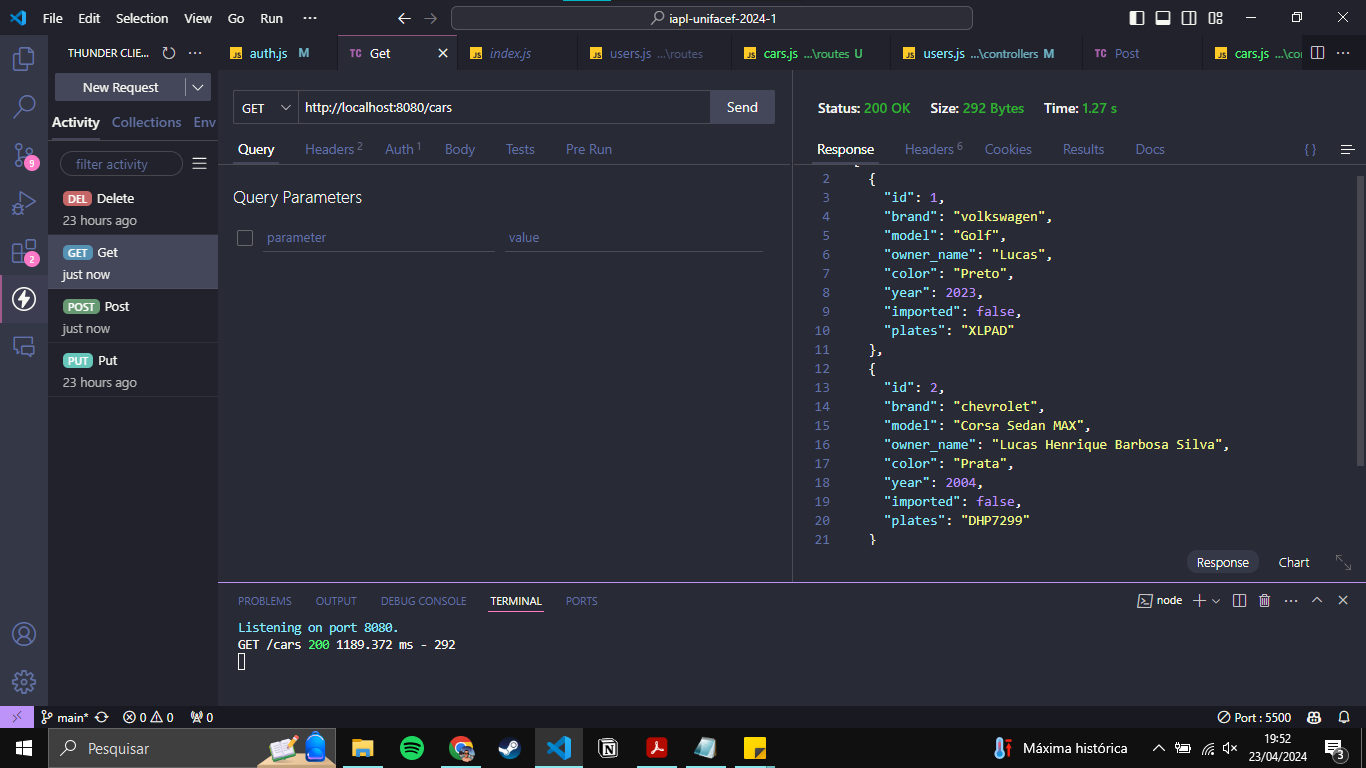 File Edit Selection View Go Run ··· iapl-unifacef-2024-1
THUNDER CLIE... ···
JS auth.js M TC Get JS index.js JS users.js ...\routes JS cars.js ...\routes U JS users.js ...\controllers M TC Post JS cars.js ...\co
New Request
Activity Collections Env
filter activity
DEL Delete
23 hours ago
GET Get
just now
POST Post
just now
PUT Put
23 hours ago
9
2
GET http://localhost:8080/cars Send
Query Headers 2 Auth 1 Body Tests Pre Run
Query Parameters
parameter value
Status: 200 OK Size: 292 Bytes Time: 1.27 s
Response Headers 6 Cookies Results Docs { }
2 {
3 "id": 1,
4 "brand": "volkswagen",
5 "model": "Golf",
6 "owner_name": "Lucas",
7 "color": "Preto",
8 "year": 2023,
9 "imported": false,
10 "plates": "XLPAD"
11 },
12 {
13 "id": 2,
14 "brand": "chevrolet",
15 "model": "Corsa Sedan MAX",
16 "owner_name": "Lucas Henrique Barbosa Silva",
17 "color": "Prata",
18 "year": 2004,
19 "imported": false,
20 "plates": "DHP7299"
21 }
Response Chart
PROBLEMS OUTPUT DEBUG CONSOLE TERMINAL PORTS node
Listening on port 8080.
GET /cars 200 1189.372 ms - 292
main* 0 0 0 Port : 5500
Pesquisar Máxima histórica 19:52
23/04/2024 3